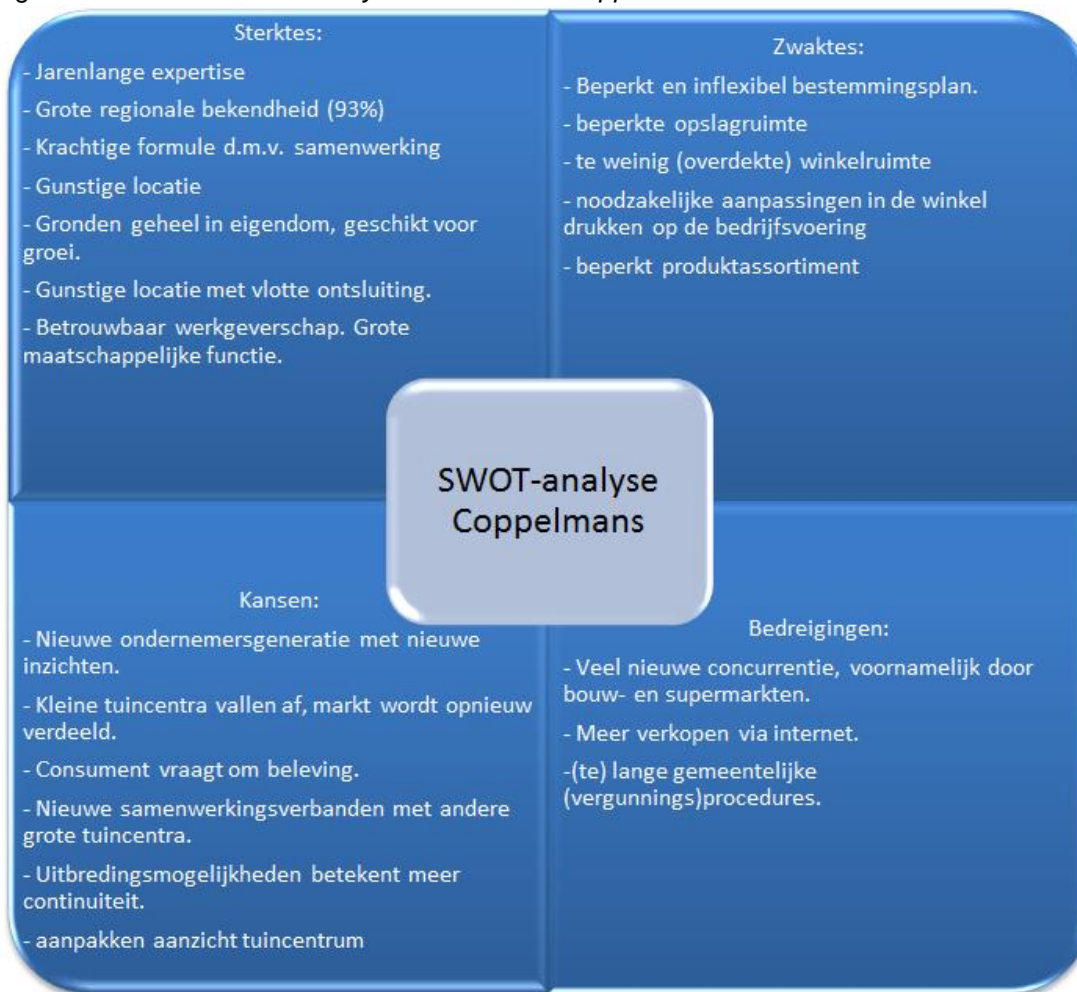 Sterktes:
- Jarenlange expertise
- Grote regionale bekendheid (93%)
- Krachtige formule d.m.v. samenwerking
- Gunstige locatie
- Gronden geheel in eigendom, geschikt voor
groei.
- Gunstige locatie met vlotte ontsluiting.
- Betrouwbaar werkgeverschap. Grote
maatschappelijke functie.
Zwaktes:
- Beperkt en inflexibel bestemmingsplan.
- beperkte opslagruimte
- te weinig (overdekte) winkelruimte
- noodzakelijke aanpassingen in de winkel
drukken op de bedrijfsvoering
- beperkt produktassortiment
SWOT-analyse
Coppelmans
Kansen:
- Nieuwe ondernemersgeneratie met nieuwe
inzichten.
- Kleine tuincentra vallen af, markt wordt opnieuw
verdeeld.
- Consument vraagt om beleving.
- Nieuwe samenwerkingsverbanden met andere
grote tuincentra.
- Uitbredingsmogelijkheden betekent meer
continuiteit.
- aanpakken aanzicht tuincentrum
Bedreigingen:
- Veel nieuwe concurrentie, voornamelijk door
bouw- en supermarkten.
- Meer verkopen via internet.
-(te) lange gemeentelijke
(vergunnings)procedures.